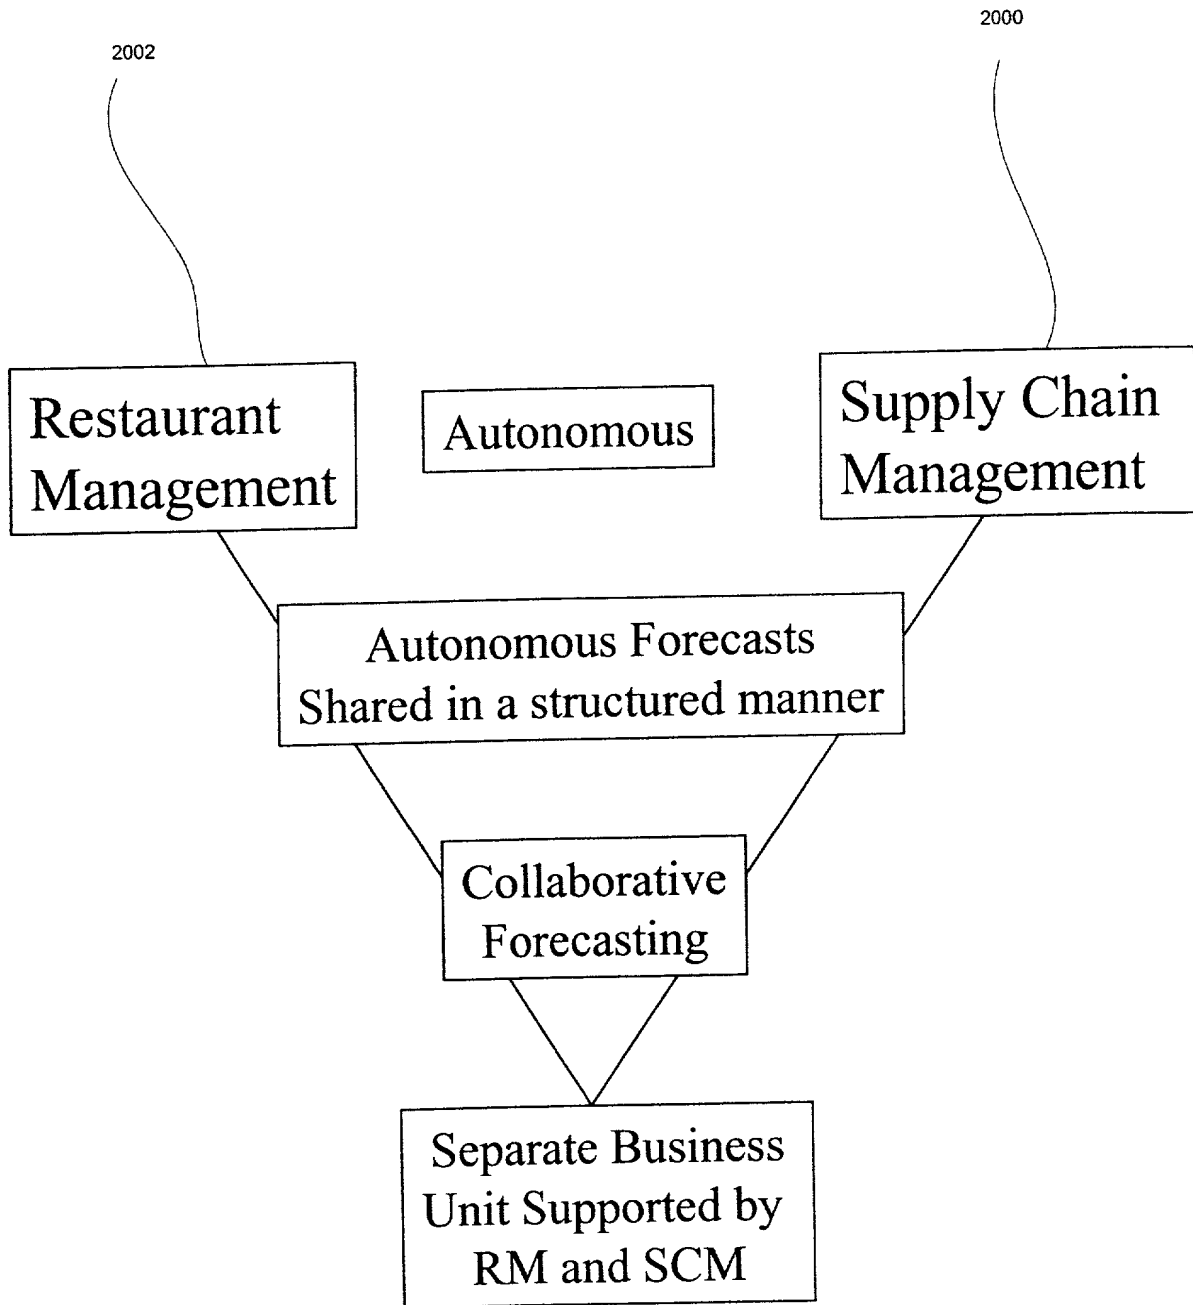 2002
2000
Restaurant
Management
Autonomous
Supply Chain
Management
Autonomous Forecasts
Shared in a structured manner
Collaborative
Forecasting
Separate Business
Unit Supported by
RM and SCM